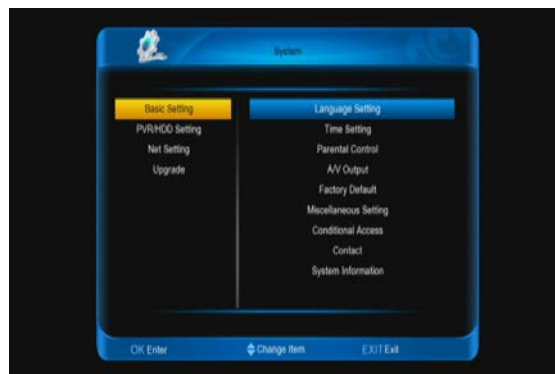 System
Basic Setting
PVR/HDD Setting
Net Setting
Upgrade
Language Setting
Time Setting
Parental Control
A/V Output
Factory Default
Miscellaneous Setting
Conditional Access
Contact
System Information
OK Enter Change Item EXIT Exit